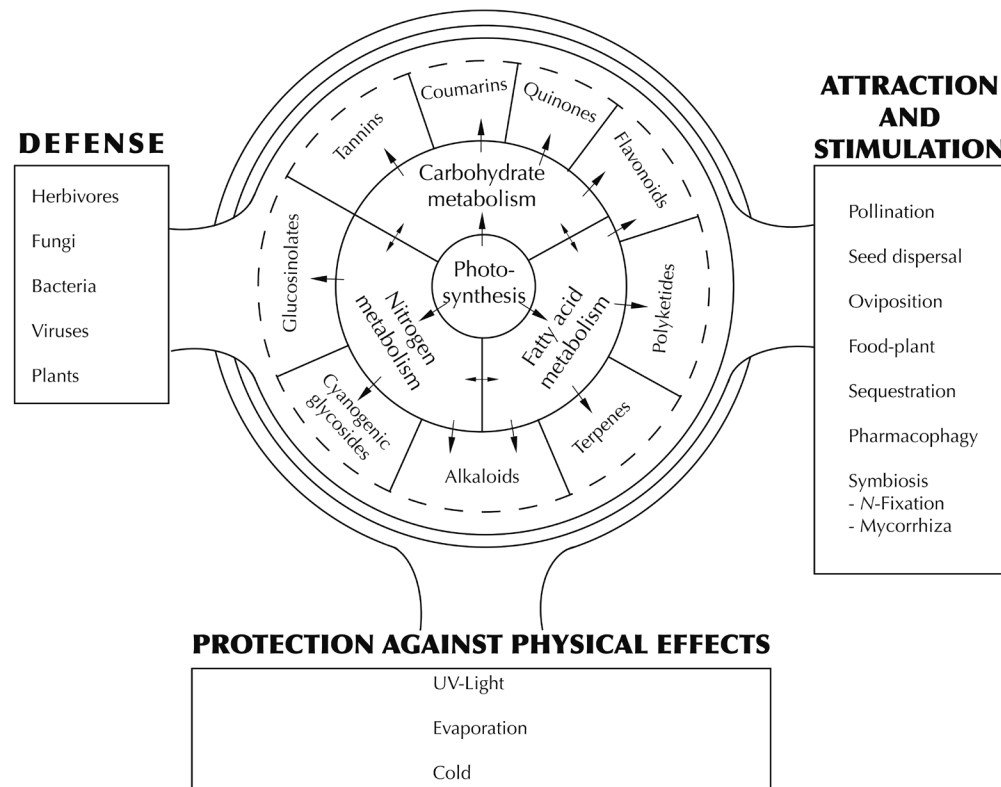 DEFENSE
Herbivores
Fungi
Bacteria
Viruses
Plants
Tannins
Coumarins
Quinones
Flavonoids
Polyketides
Terpenes
Alkaloids
Cyanogenic
glycosides
Glucosinolates
Carbohydrate
metabolism
Photo-
synthesis
Nitrogen
metabolism
Fatty acid
metabolism
ATTRACTION
AND
STIMULATION
Pollination
Seed dispersal
Oviposition
Food-plant
Sequestration
Pharmacophagy
Symbiosis
- N-Fixation
- Mycorrhiza
PROTECTION AGAINST PHYSICAL EFFECTS
UV-Light
Evaporation
Cold